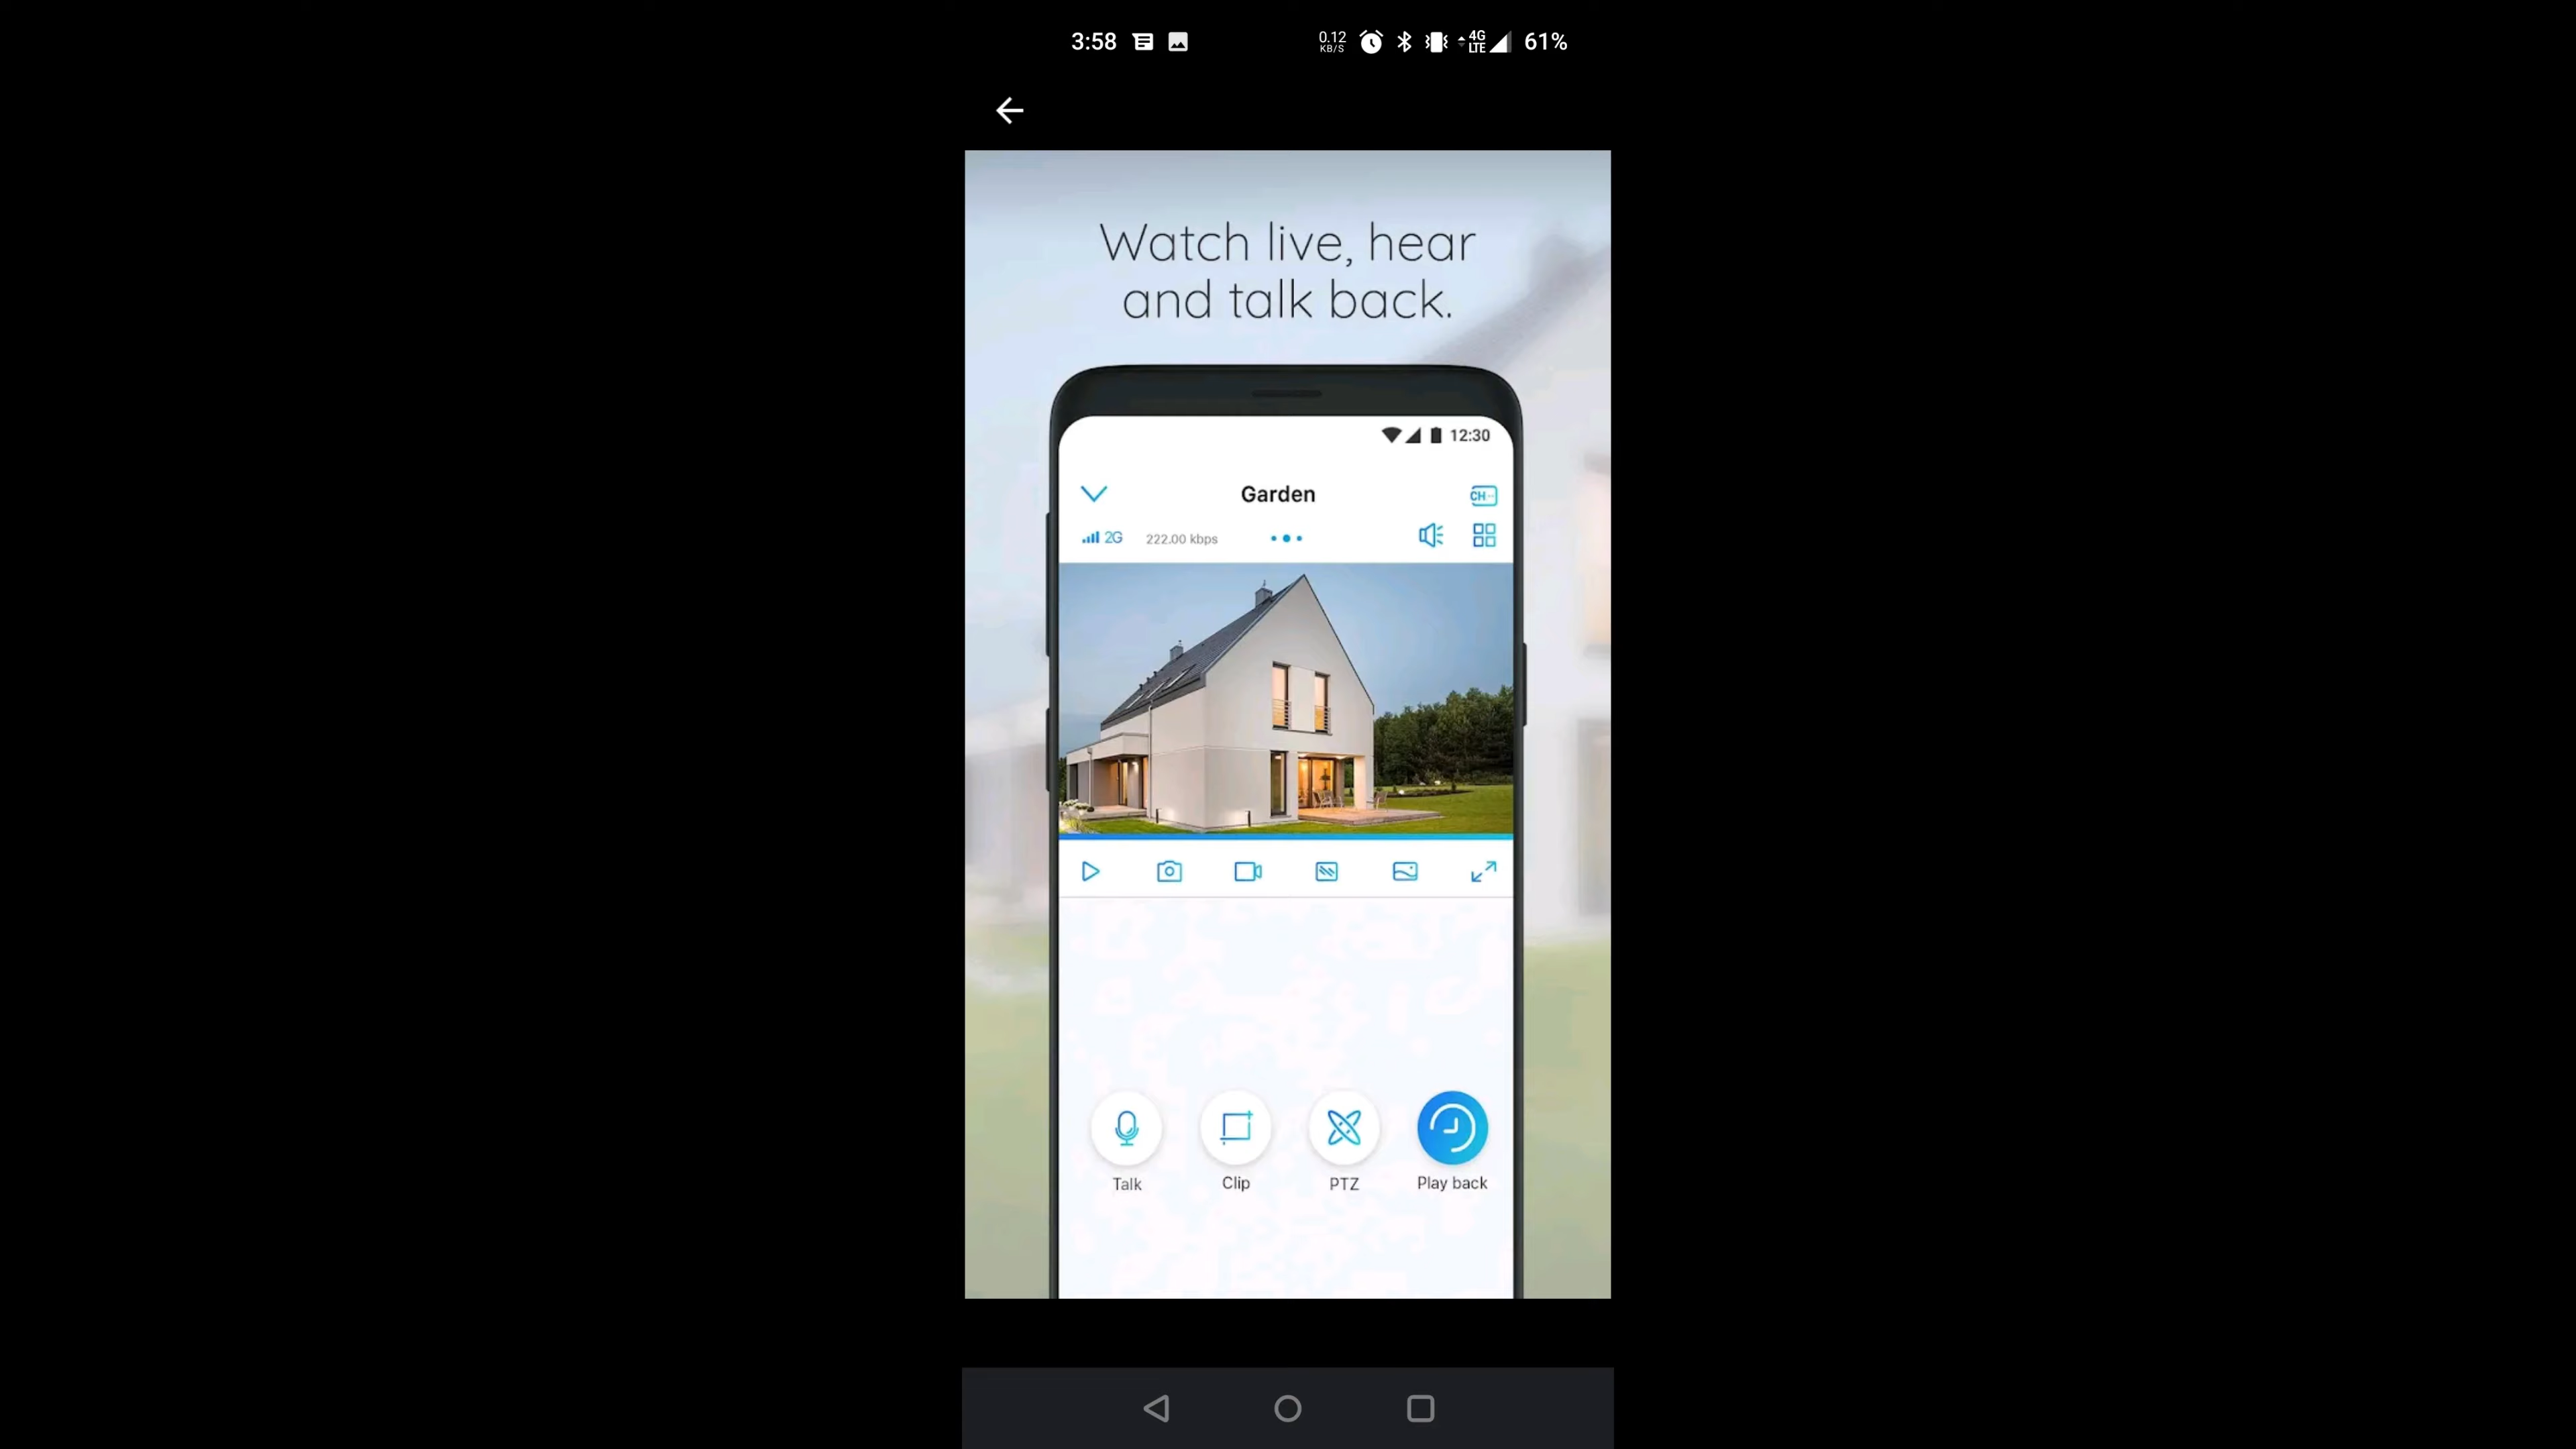 3:58
0.12
KB/S
4G
LTE
61%
Watch live, hear
and talk back.
12:30
Garden
CH
2G
222.00 kbps
Talk
Clip
PTZ
Play back